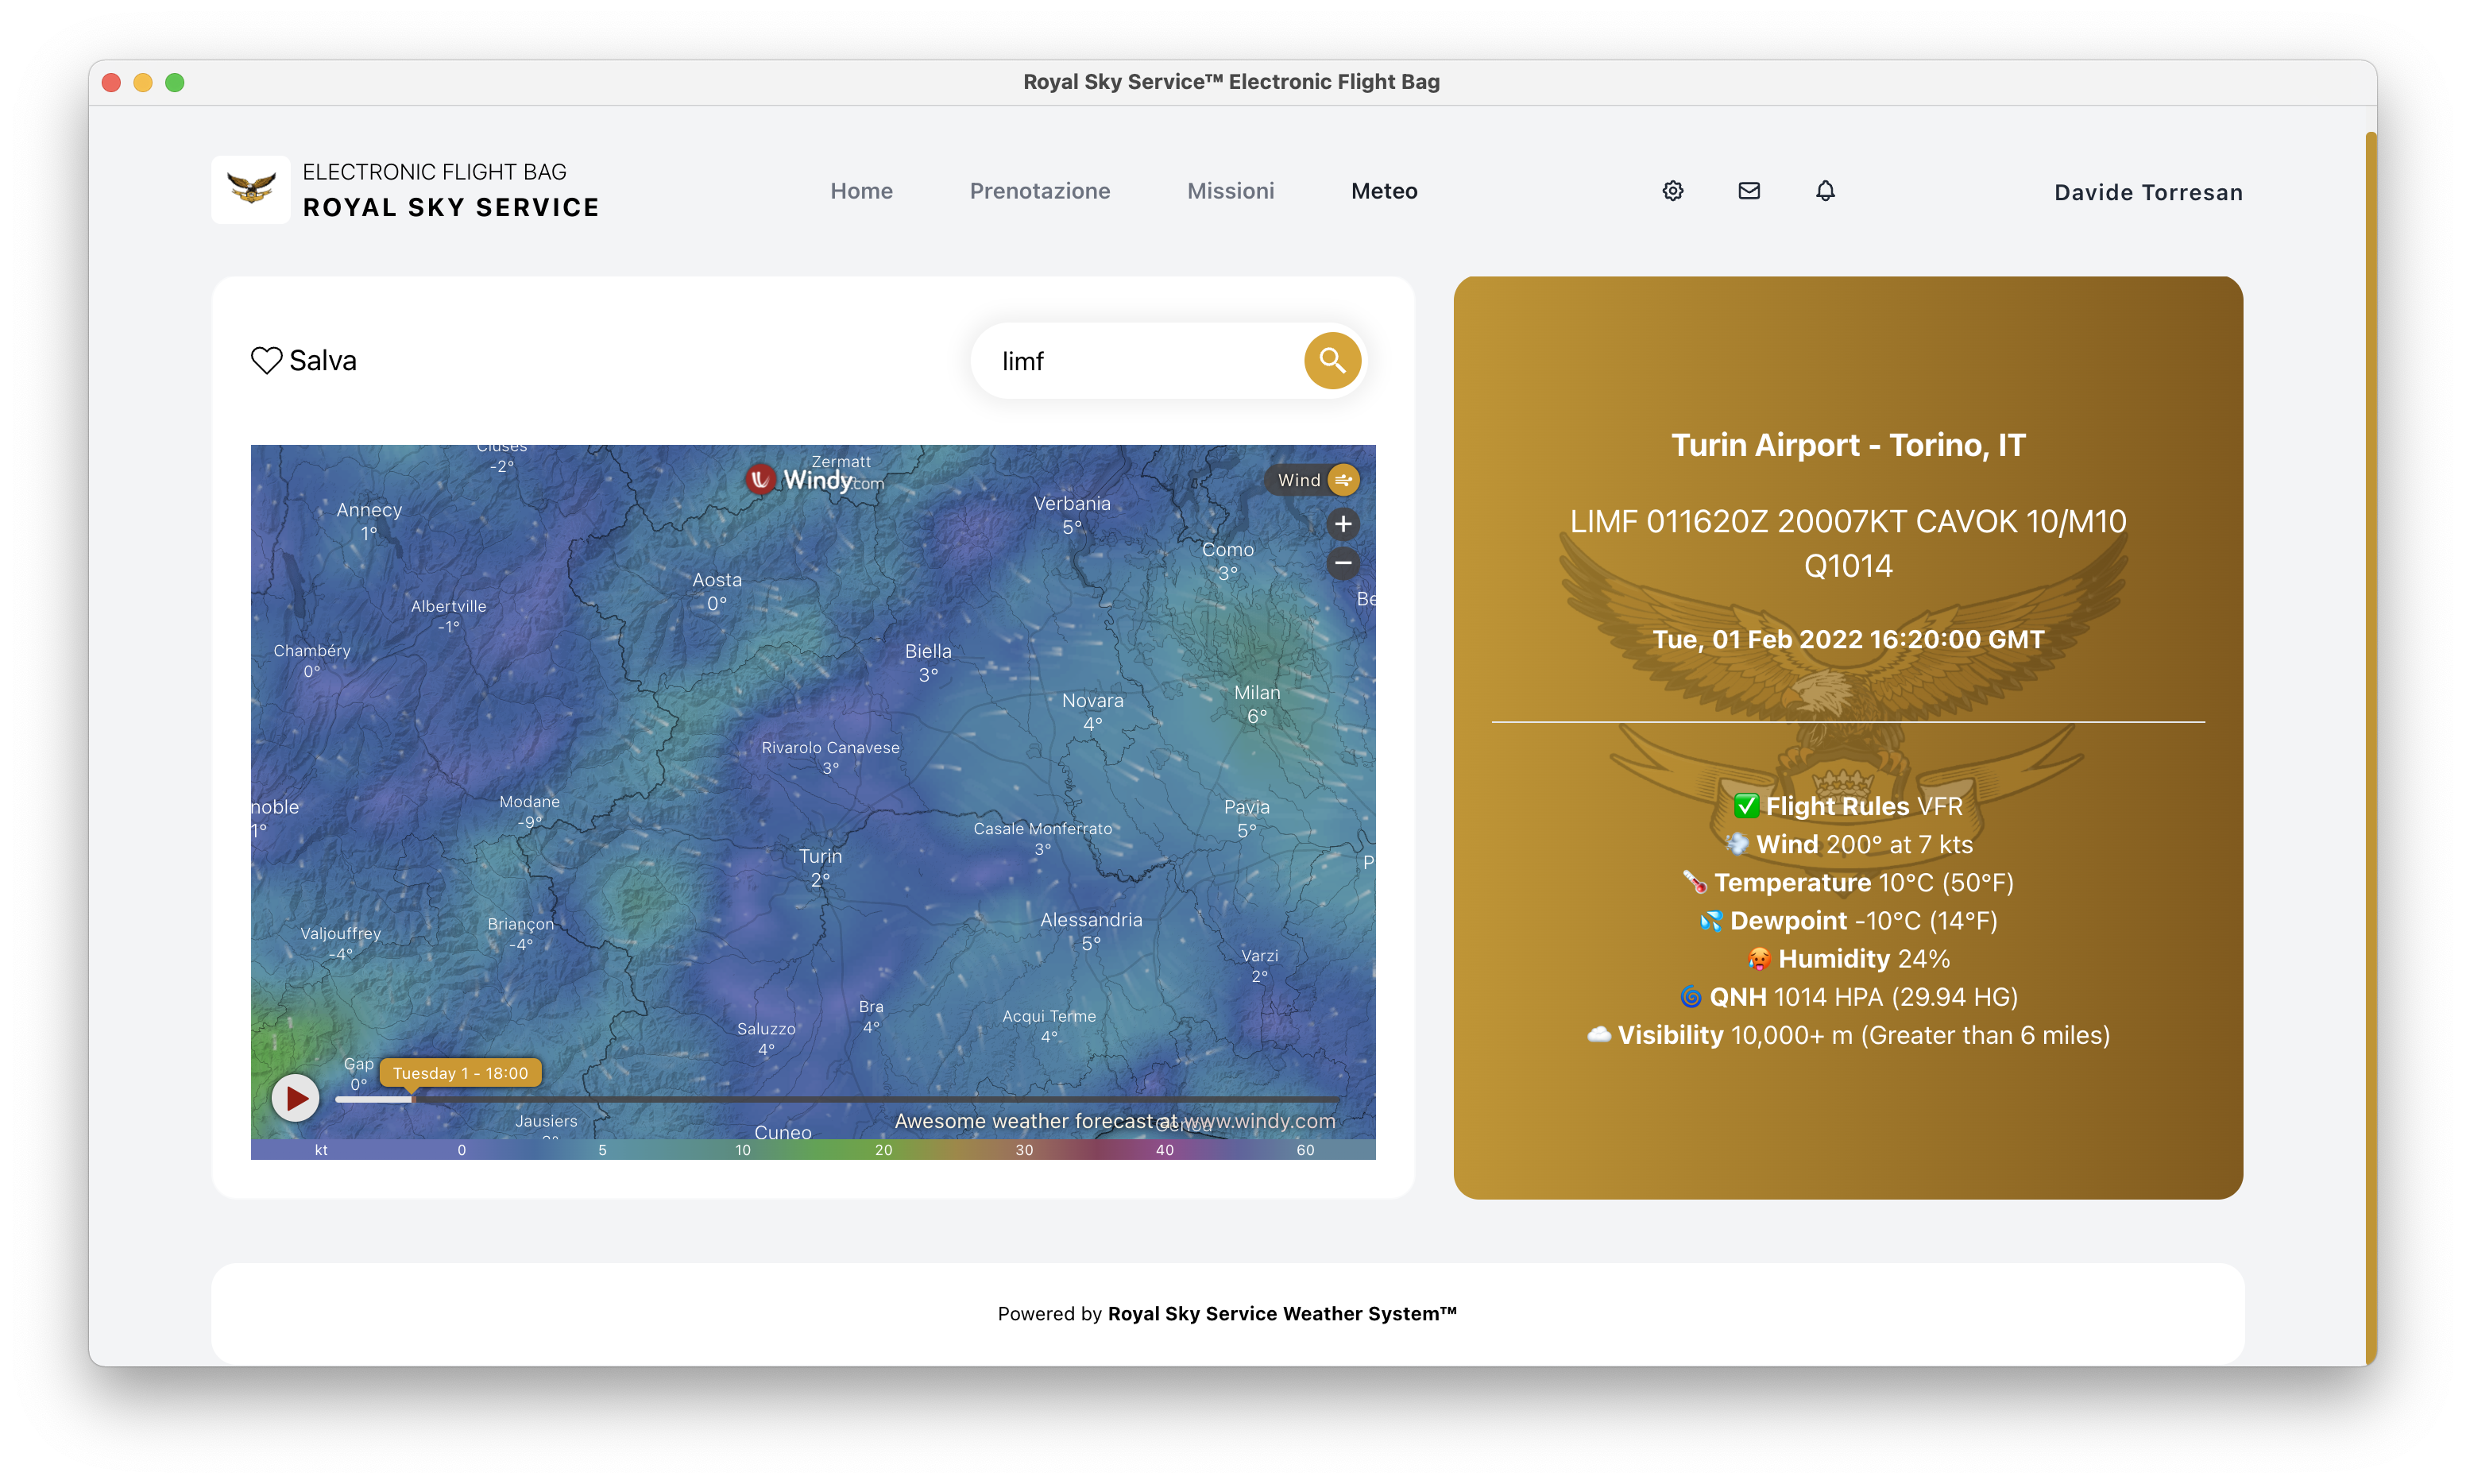 Royal Sky Service™ Electronic Flight Bag
ELECTRONIC FLIGHT BAG
ROYAL SKY SERVICE
Home
Prenotazione
Missioni
Meteo
Davide Torresan
Salva
limf
Cluses
-2°
Zermatt
Windy.com
Wind
Annecy
1°
Verbania
5°
+
Como
3°
−
Aosta
0°
Be
Albertville
-1°
Chambéry
0°
Biella
3°
Novara
4°
Milan
6°
Rivarolo Canavese
3°
noble
1°
Modane
-9°
Pavia
5°
Casale Monferrato
3°
Turin
2°
P
Alessandria
5°
Briançon
-4°
Valjouffrey
-4°
Varzi
2°
Bra
4°
Acqui Terme
4°
Saluzzo
4°
Gap
0°
Tuesday 1 - 18:00
Jausiers
Cuneo
Genoa
Awesome weather forecast at www.windy.com
kt 0 5 10 20 30 40 60
Turin Airport - Torino, IT
LIMF 011620Z 20007KT CAVOK 10/M10
Q1014
Tue, 01 Feb 2022 16:20:00 GMT
✅ Flight Rules VFR
💨 Wind 200° at 7 kts
🌡️ Temperature 10°C (50°F)
💦 Dewpoint -10°C (14°F)
🥵 Humidity 24%
🌀 QNH 1014 HPA (29.94 HG)
☁️ Visibility 10,000+ m (Greater than 6 miles)
Powered by Royal Sky Service Weather System™